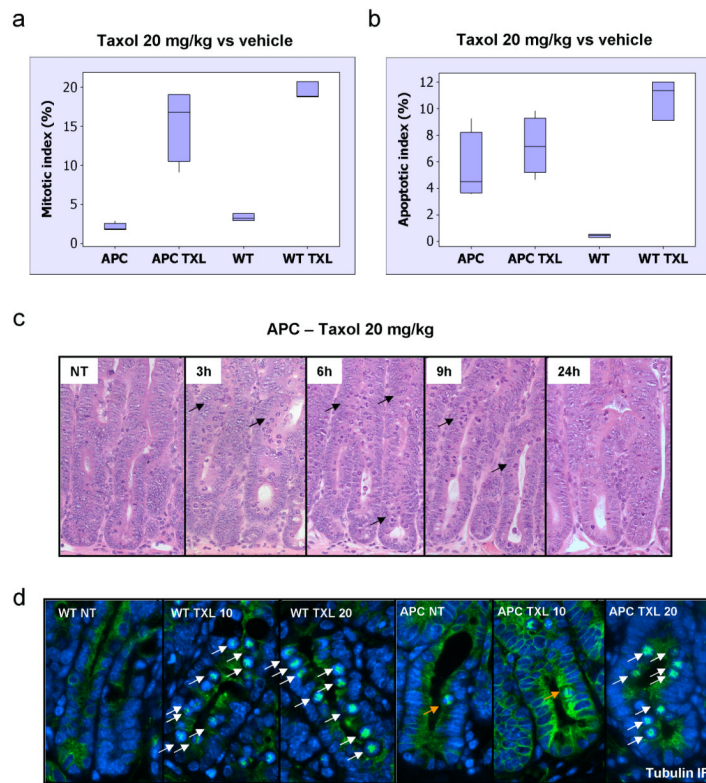 a
Taxol 20 mg/kg vs vehicle
Mitotic index (%)
20
15
10
5
0
APC APC TXL WT WT TXL
b
Taxol 20 mg/kg vs vehicle
Apoptotic index (%)
12
10
8
6
4
2
0
APC APC TXL WT WT TXL
c
APC – Taxol 20 mg/kg
NT 3h 6h 9h 24h
d
WT NT WT TXL 10 WT TXL 20 APC NT APC TXL 10 APC TXL 20
Tubulin IF